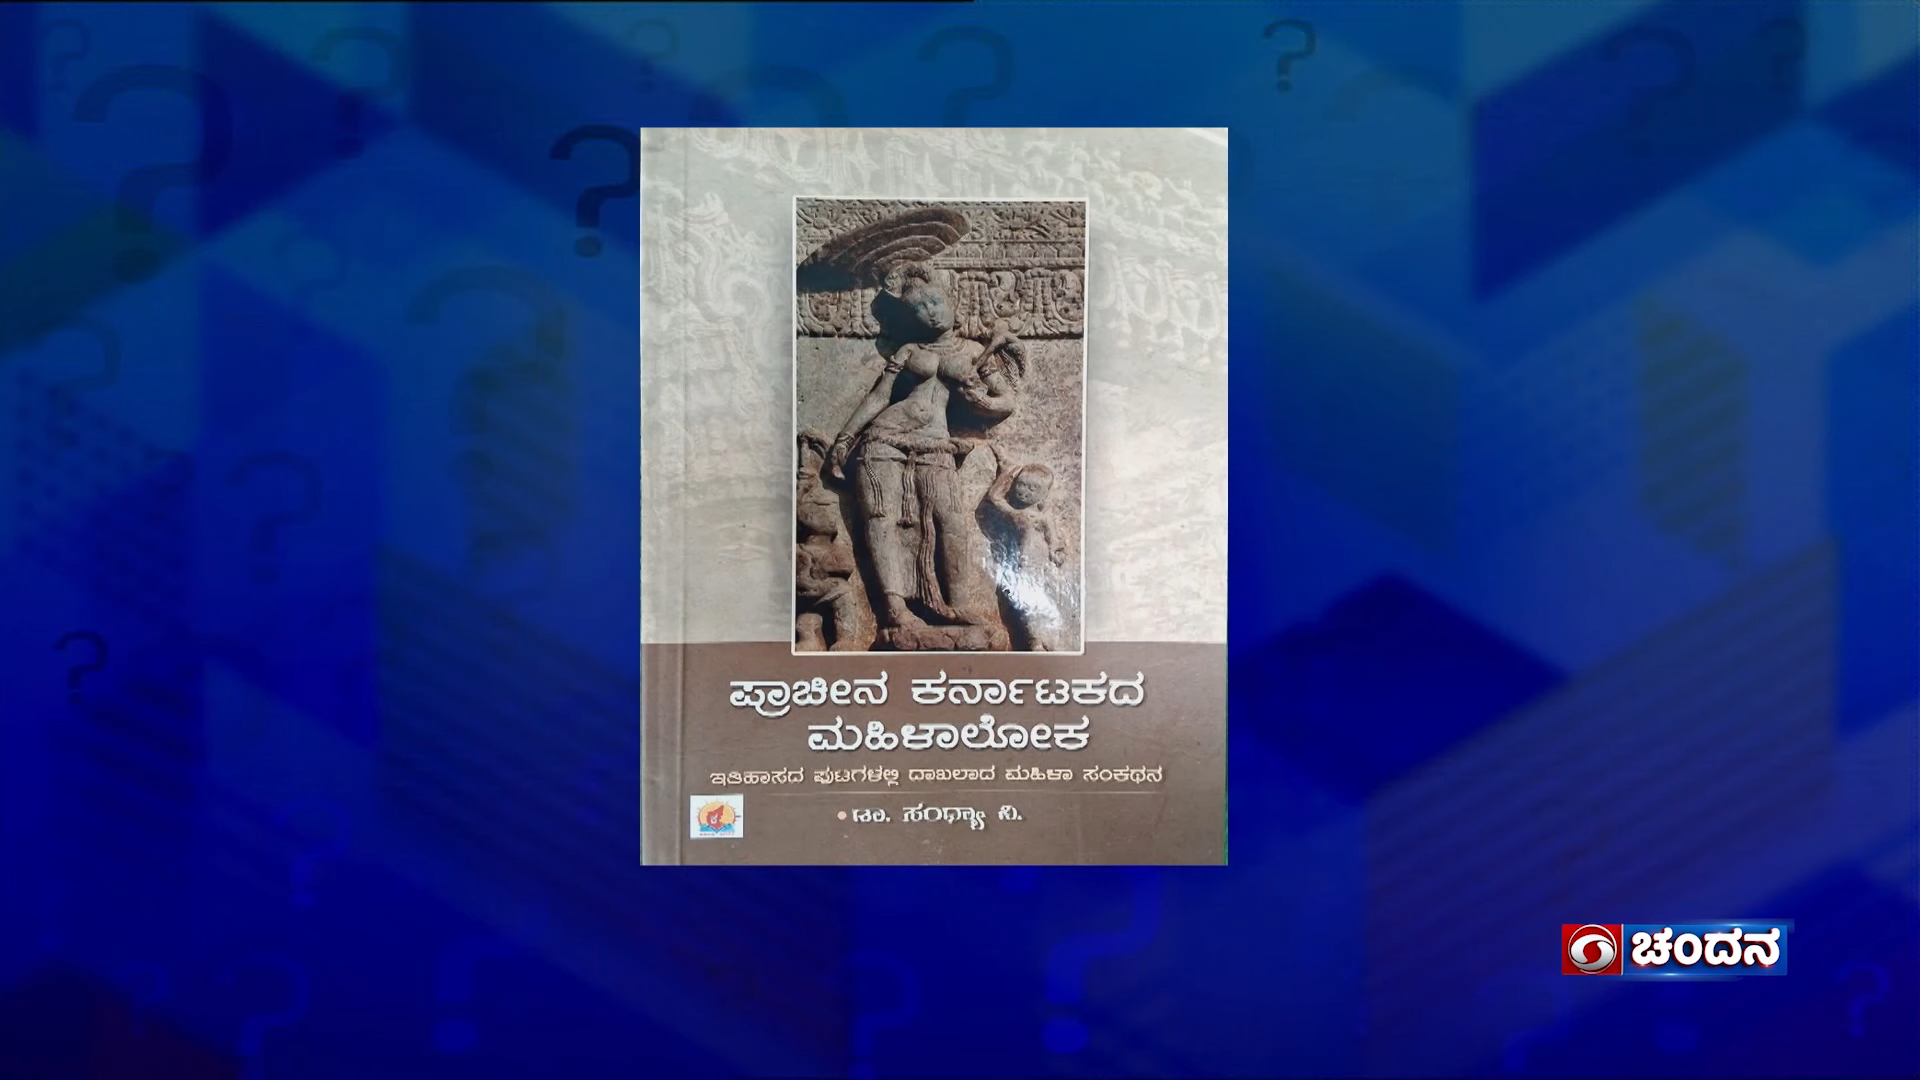 ಪ್ರಾಚೀನ ಕರ್ನಾಟಕದ
ಮಹಿಳಾಲೋಕ
ಇತಿಹಾಸದ ಪುಟಗಳಲ್ಲಿ ದಾಖಲಾದ ಮಹಿಳಾ ಸಂಕಥನ
ಡಾ. ಸಂಧ್ಯಾ ವಿ.
ಚಂದನ